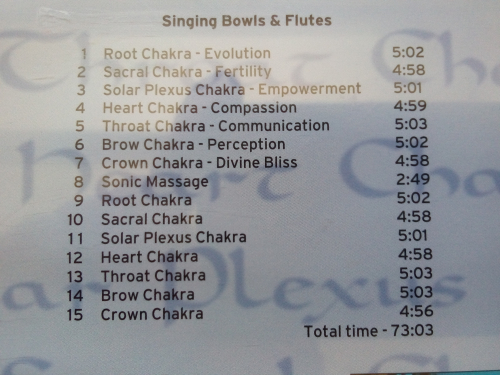 Singing Bowls & Flutes
1 Root Chakra - Evolution 5:02
2 Sacral Chakra - Fertility 4:58
3 Solar Plexus Chakra - Empowerment 5:01
4 Heart Chakra - Compassion 4:59
5 Throat Chakra - Communication 5:03
6 Brow Chakra - Perception 5:02
7 Crown Chakra - Divine Bliss 4:58
8 Sonic Massage 2:49
9 Root Chakra 5:02
10 Sacral Chakra 4:58
11 Solar Plexus Chakra 5:01
12 Heart Chakra 4:58
13 Throat Chakra 5:03
14 Brow Chakra 5:03
15 Crown Chakra 4:56
Total time - 73:03
Heart Cha
ar Plexus